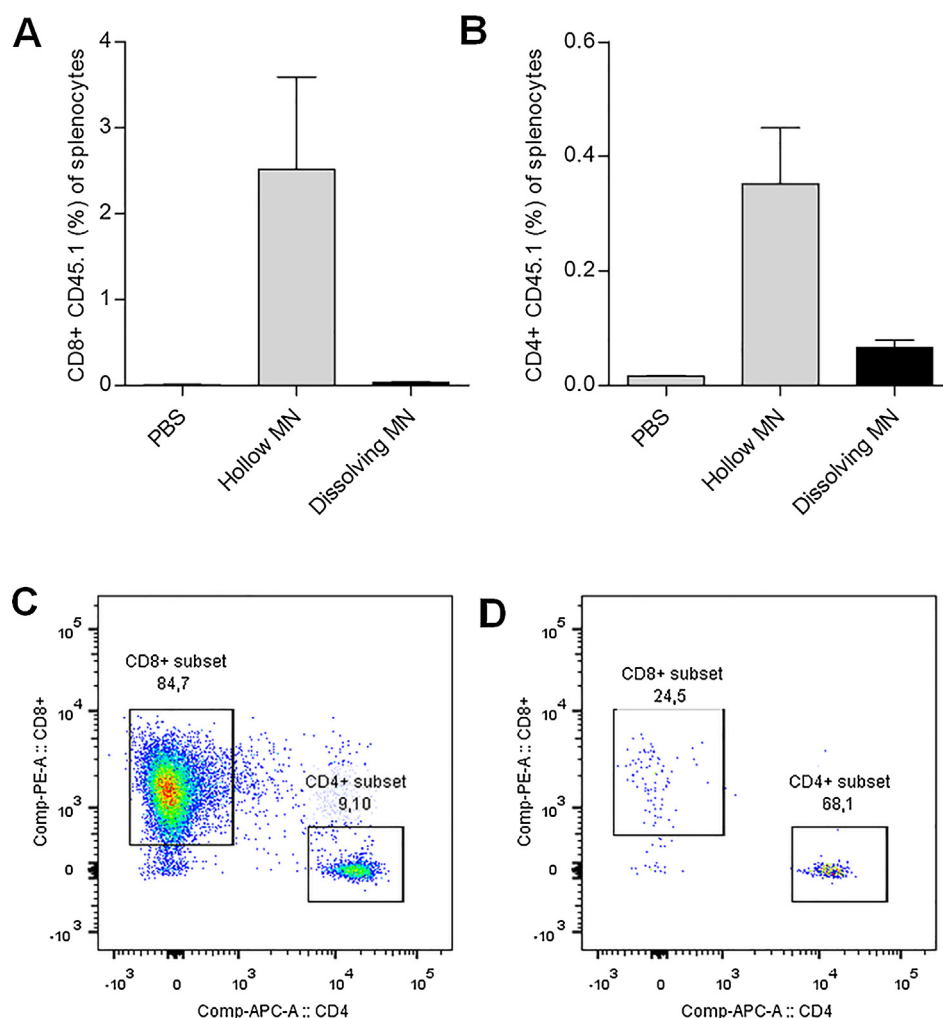 A
CD8+ CD45.1 (%) of splenocytes
4
3
2
1
0
PBS
Hollow MN
Dissolving MN
B
CD4+ CD45.1 (%) of splenocytes
0.6
0.4
0.2
0.0
PBS
Hollow MN
Dissolving MN
C
Comp-PE-A :: CD8+
10^5
10^4
10^3
0
-10^3
CD8+ subset
84,7
CD4+ subset
9,10
-10^3 0 10^3 10^4 10^5
Comp-APC-A :: CD4
D
Comp-PE-A :: CD8+
10^5
10^4
10^3
0
-10^3
CD8+ subset
24,5
CD4+ subset
68,1
-10^3 0 10^3 10^4 10^5
Comp-APC-A :: CD4